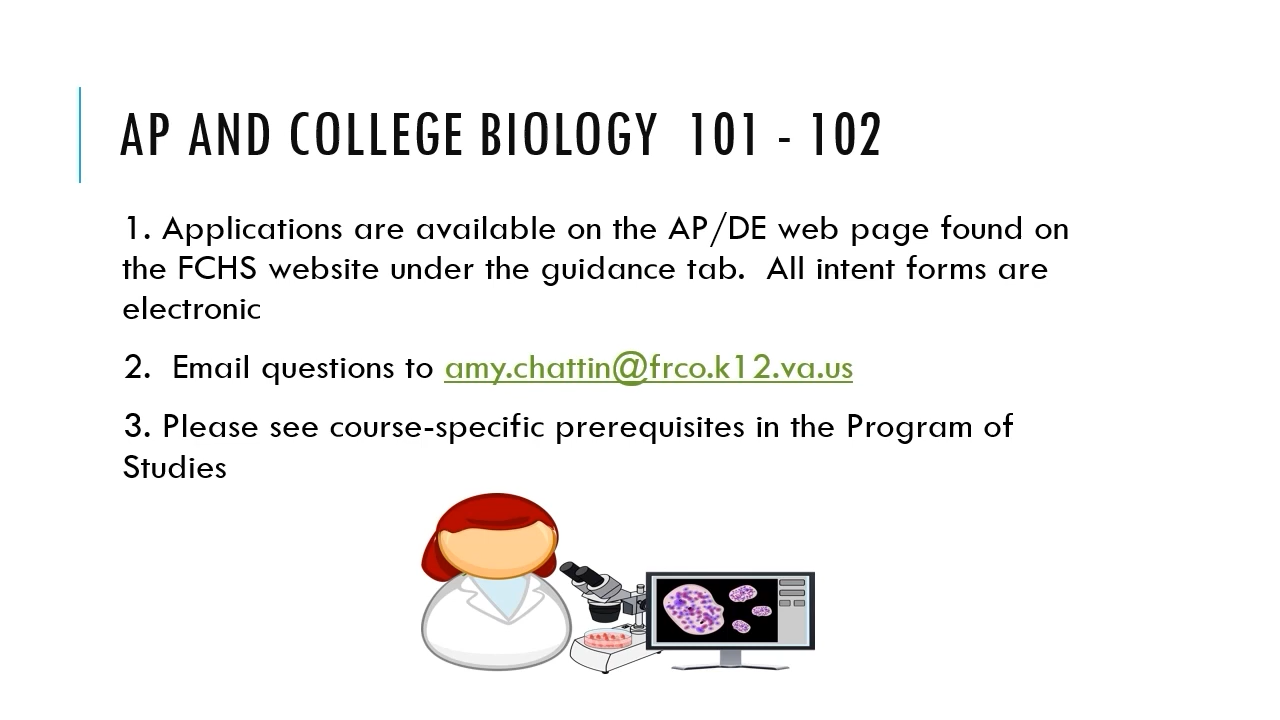 AP AND COLLEGE BIOLOGY  101 - 102
1. Applications are available on the AP/DE web page found on
the FCHS website under the guidance tab.  All intent forms are
electronic
2.  Email questions to amy.chattin@frco.k12.va.us
3. Please see course-specific prerequisites in the Program of
Studies